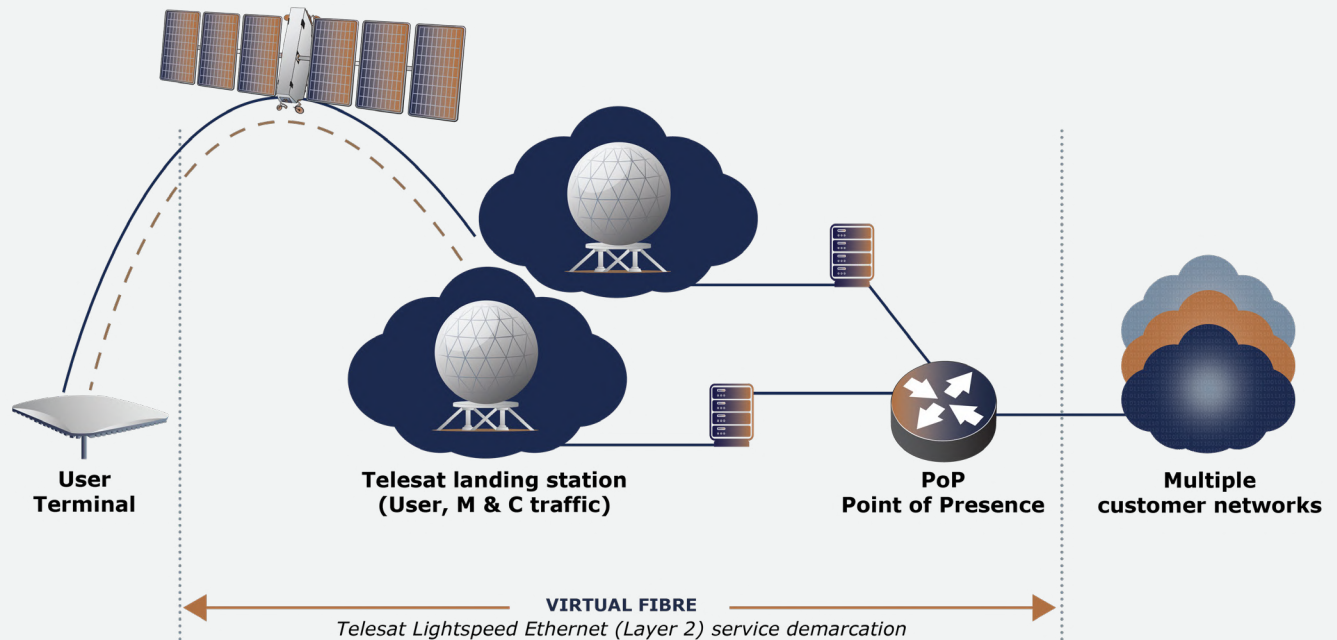 User
Terminal
Telesat landing station
(User, M & C traffic)
PoP
Point of Presence
Multiple
customer networks
VIRTUAL FIBRE
Telesat Lightspeed Ethernet (Layer 2) service demarcation